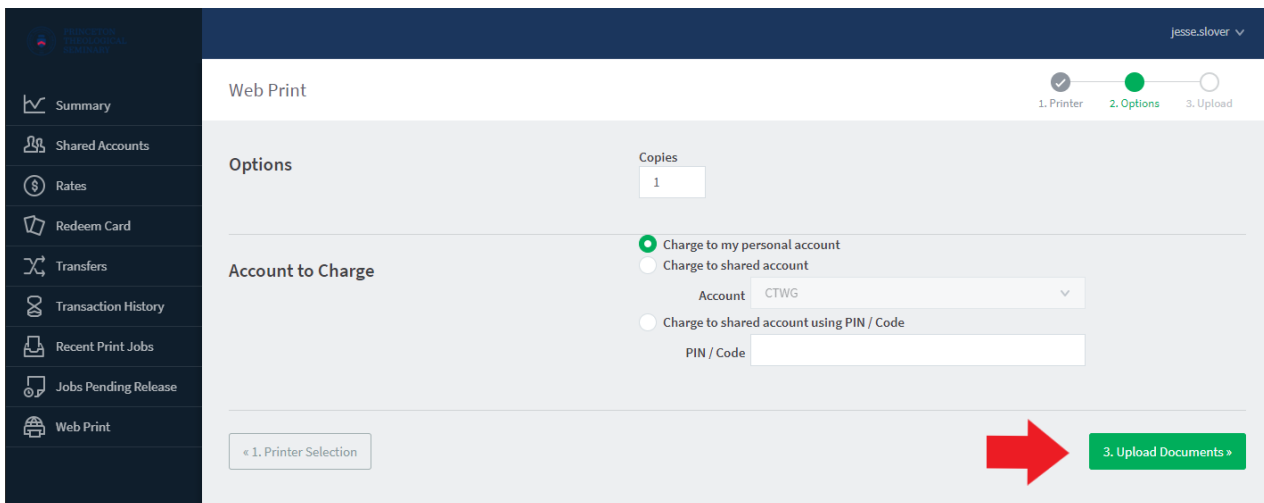 PRINCETON
THEOLOGICAL
SEMINARY
jesse.slover
Summary
Shared Accounts
Rates
Redeem Card
Transfers
Transaction History
Recent Print Jobs
Jobs Pending Release
Web Print
Web Print
1. Printer
2. Options
3. Upload
Options
Copies
1
Account to Charge
Charge to my personal account
Charge to shared account
Account CTWG
Charge to shared account using PIN / Code
PIN / Code
« 1. Printer Selection
3. Upload Documents »